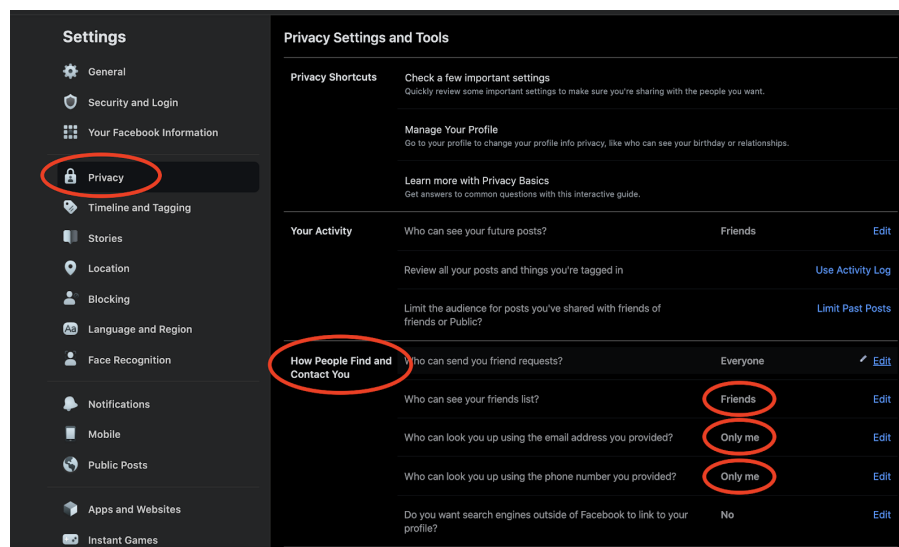 Settings
General
Security and Login
Your Facebook Information
Privacy
Timeline and Tagging
Stories
Location
Blocking
Aa
Language and Region
Face Recognition
Notifications
Mobile
Public Posts
Apps and Websites
Instant Games
Privacy Settings and Tools
Privacy Shortcuts
Check a few important settings
Quickly review some important settings to make sure you're sharing with the people you want.
Manage Your Profile
Go to your profile to change your profile info privacy, like who can see your birthday or relationships.
Learn more with Privacy Basics
Get answers to common questions with this interactive guide.
Your Activity
Who can see your future posts? Friends Edit
Review all your posts and things you're tagged in Use Activity Log
Limit the audience for posts you've shared with friends of
friends or Public?
Limit Past Posts
How People Find and
Contact You
Who can send you friend requests? Everyone Edit
Who can see your friends list? Friends Edit
Who can look you up using the email address you provided? Only me Edit
Who can look you up using the phone number you provided? Only me Edit
Do you want search engines outside of Facebook to link to your
profile?
No Edit